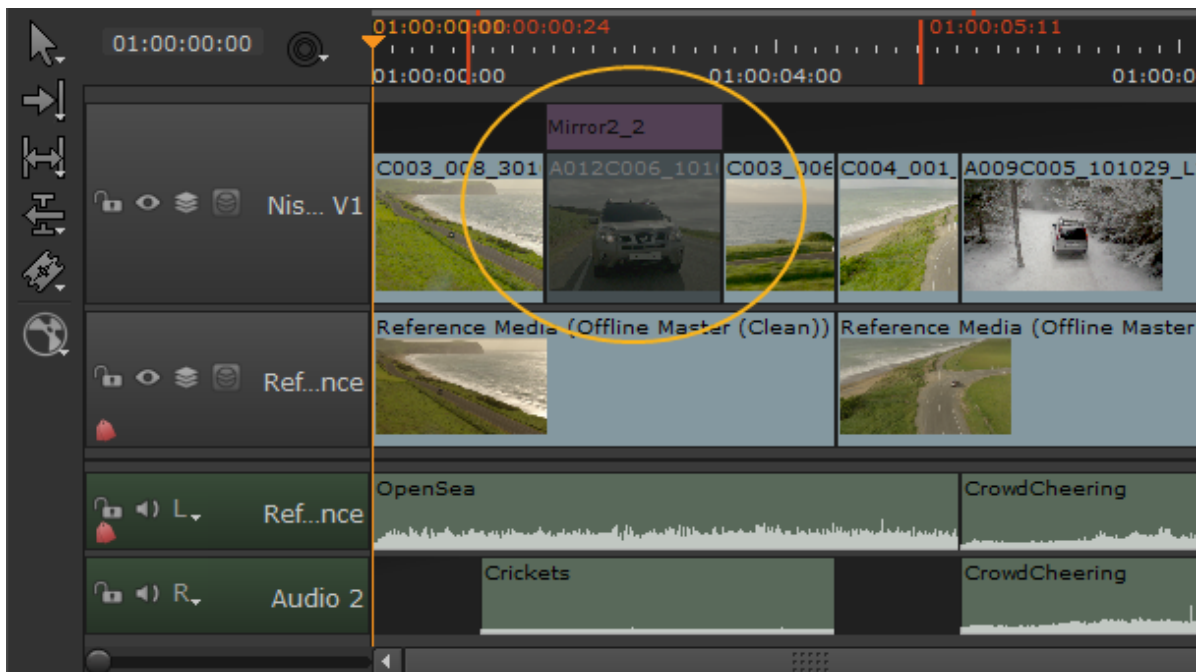 01:00:00:00
01:00:00:00
01:00:00:24
01:00:05:11
01:00:00:00
01:00:04:00
01:00:0
Mirror2_2
C003_008_301
A012C006_101
C003_006
C004_001_
A009C005_101029_L
Nis... V1
Reference Media (Offline Master (Clean))
Reference Media (Offline Master
Ref...nce
OpenSea
CrowdCheering
L
Ref...nce
Crickets
CrowdCheering
R
Audio 2